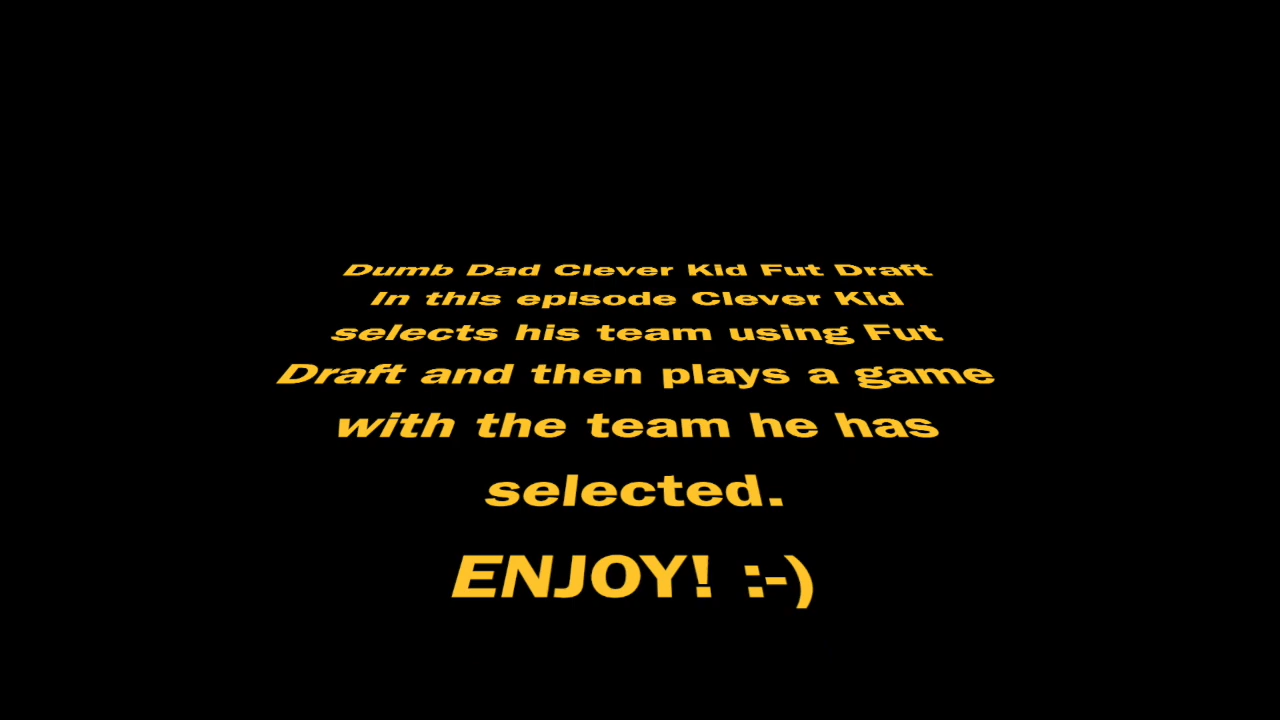 Dumb Dad Clever Kid Fut Draft
In this episode Clever Kid
selects his team using Fut
Draft and then plays a game
with the team he has
selected.
ENJOY! :-)